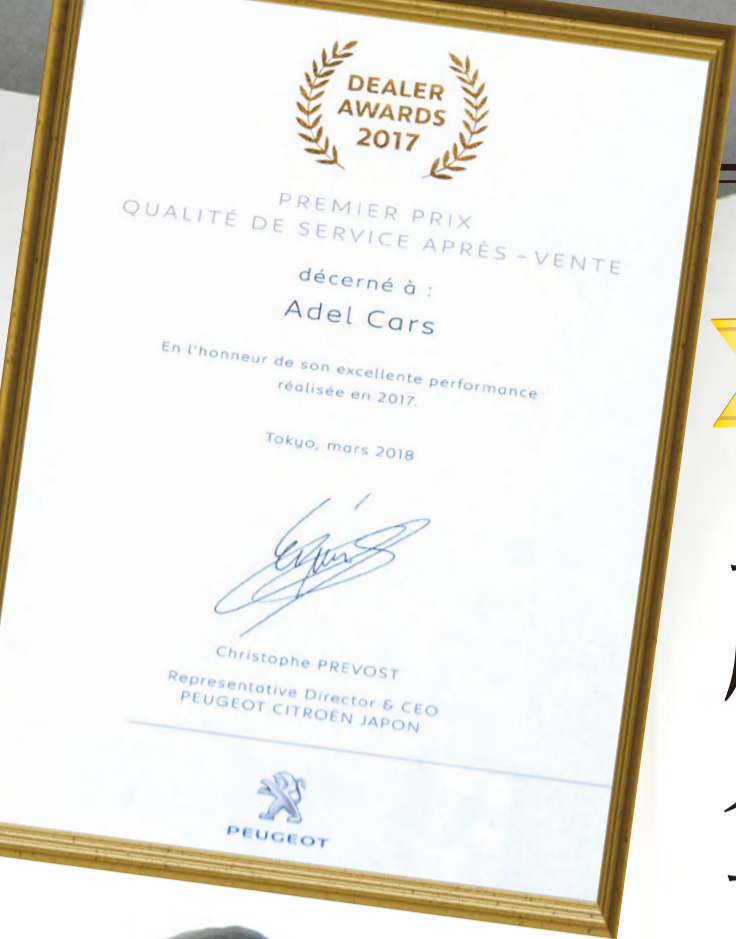 DEALER
AWARDS
2017
PREMIER PRIX
QUALITÉ DE SERVICE APRÈS - VENTE
décerné à :
Adel Cars
En l'honneur de son excellente performance
réalisée en 2017.
Tokyo, mars 2018
Christophe PREVOST
Representative Director & CEO
PEUGEOT CITROËN JAPON
PEUGEOT